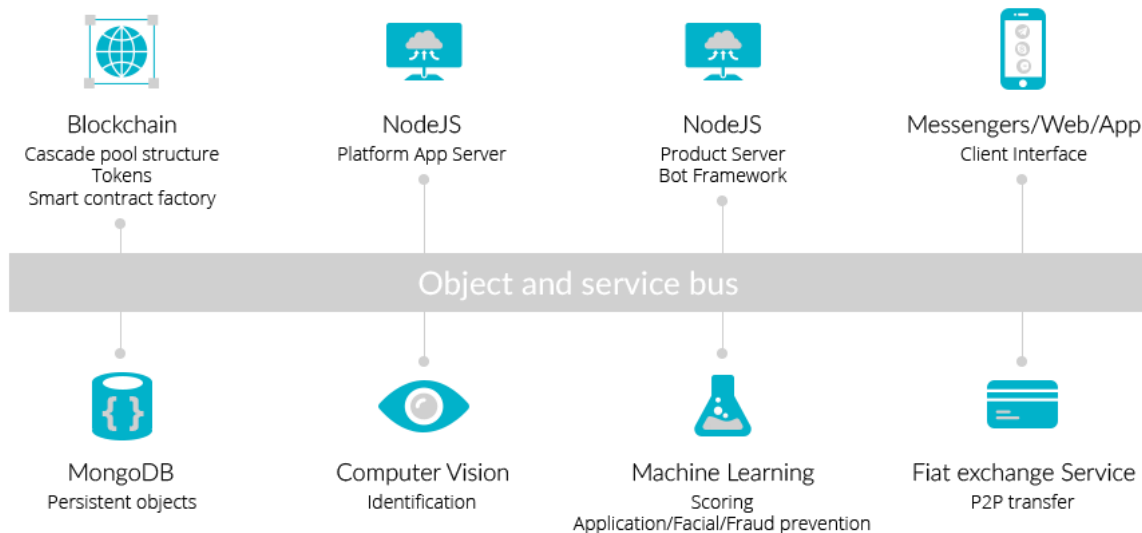 Blockchain
Cascade pool structure
Tokens
Smart contract factory
NodeJS
Platform App Server
NodeJS
Product Server
Bot Framework
Messengers/Web/App
Client Interface
Object and service bus
MongoDB
Persistent objects
Computer Vision
Identification
Machine Learning
Scoring
Application/Facial/Fraud prevention
Fiat exchange Service
P2P transfer